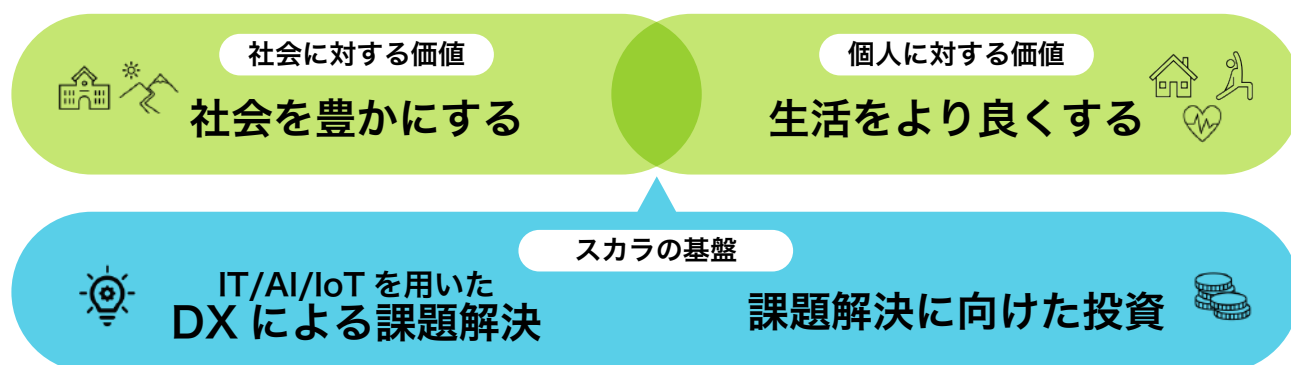 社会に対する価値
社会を豊かにする
個人に対する価値
生活をより良くする
スカラの基盤
IT/AI/IoT を用いた
DX による課題解決
課題解決に向けた投資